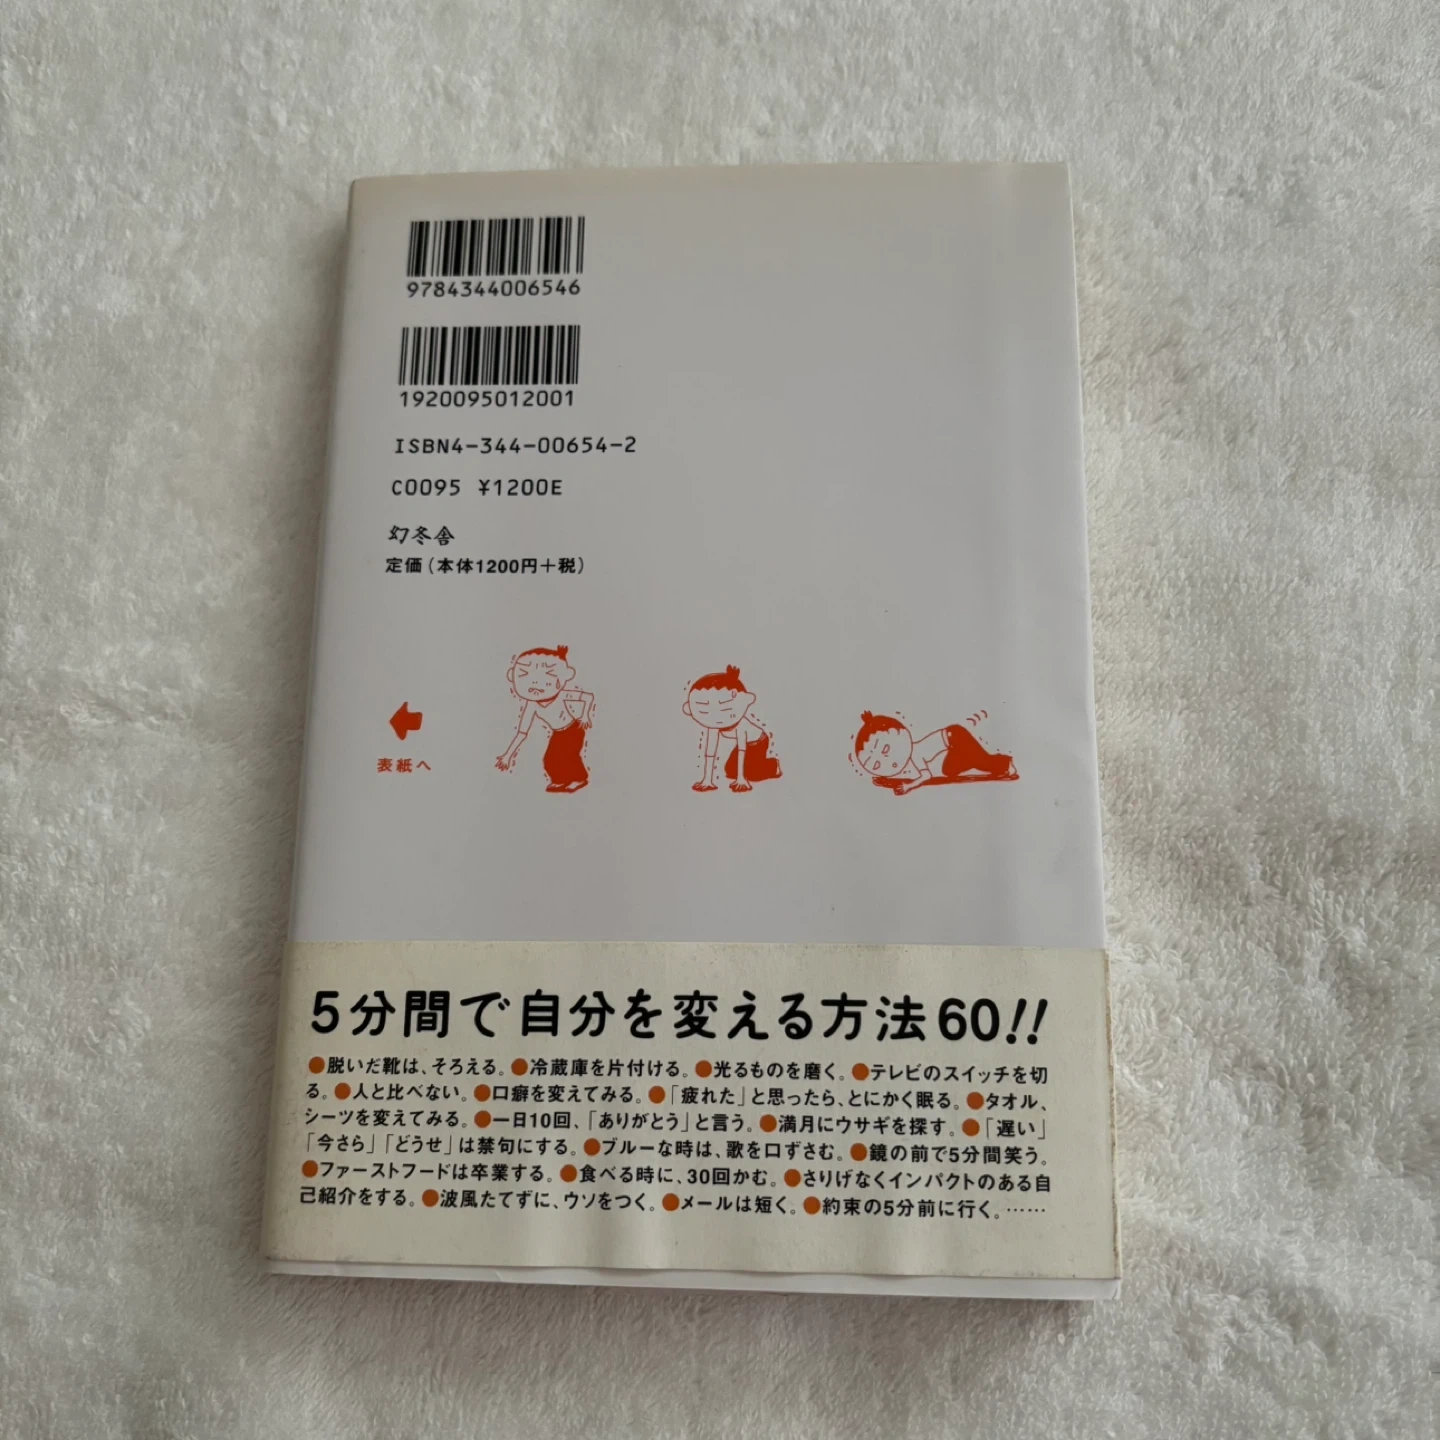 9784344006546
1920095012001
ISBN4-344-00654-2
C0095 ¥1200E
幻冬舎
定価(本体1200円+税)
表紙へ
5分間で自分を変える方法60!!
●脱いだ靴は、そろえる。●冷蔵庫を片付ける。●光るものを磨く。●テレビのスイッチを切
る。●人と比べない。●口癖を変えてみる。●「疲れた」と思ったら、とにかく眠る。●タオル、
シーツを変えてみる。●一日10回、「ありがとう」と言う。●満月にウサギを探す。●「遅い」
「今さら」「どうせ」は禁句にする。●ブルーな時は、歌を口ずさむ。●鏡の前で5分間笑う。
●ファーストフードは卒業する。●食べる時に、30回かむ。●さりげなくインパクトのある自
己紹介をする。●波風たてずに、ウソをつく。●メールは短く。●約束の5分前に行く。……